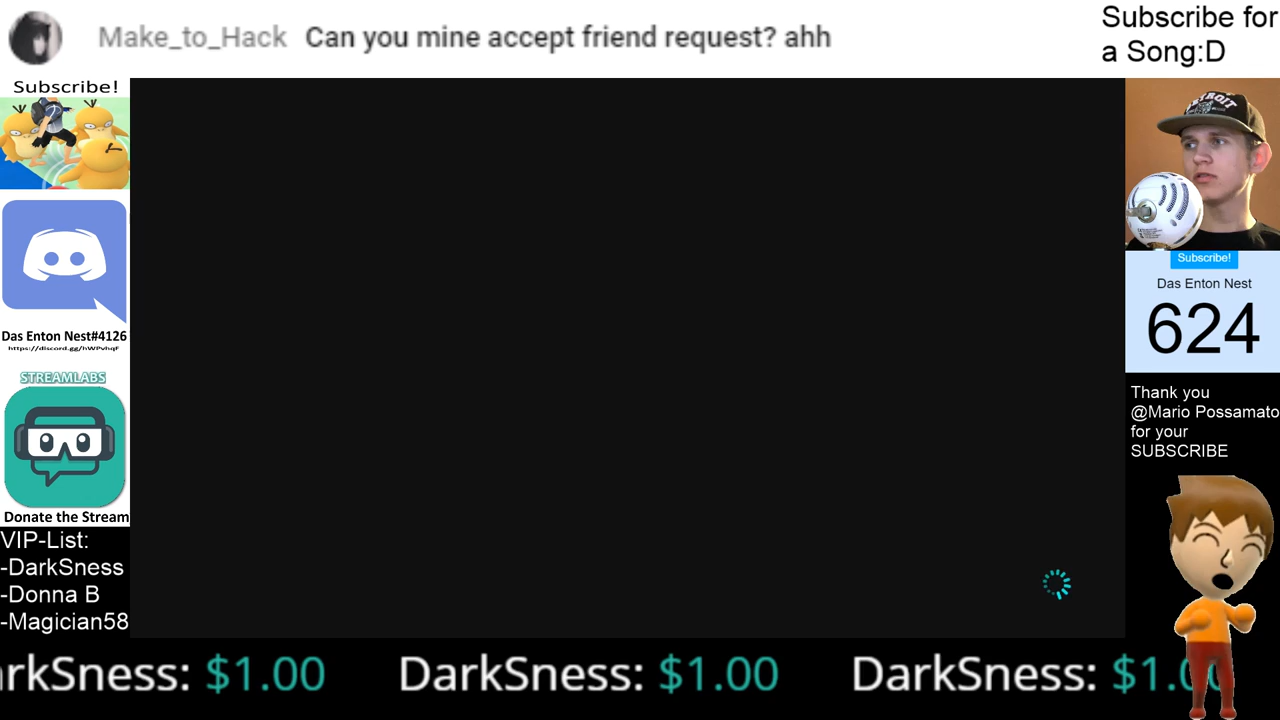 Make_to_Hack Can you mine accept friend request? ahh
Subscribe for
a Song:D
Subscribe!
Das Enton Nest#4126
STREAMLABS
Donate the Stream
VIP-List:
-DarkSness
-Donna B
-Magician58
DETROIT
Subscribe!
Das Enton Nest
624
Thank you
@Mario Possamato
for your
SUBSCRIBE
arkSness: $1.00 DarkSness: $1.00 DarkSness: $1.0